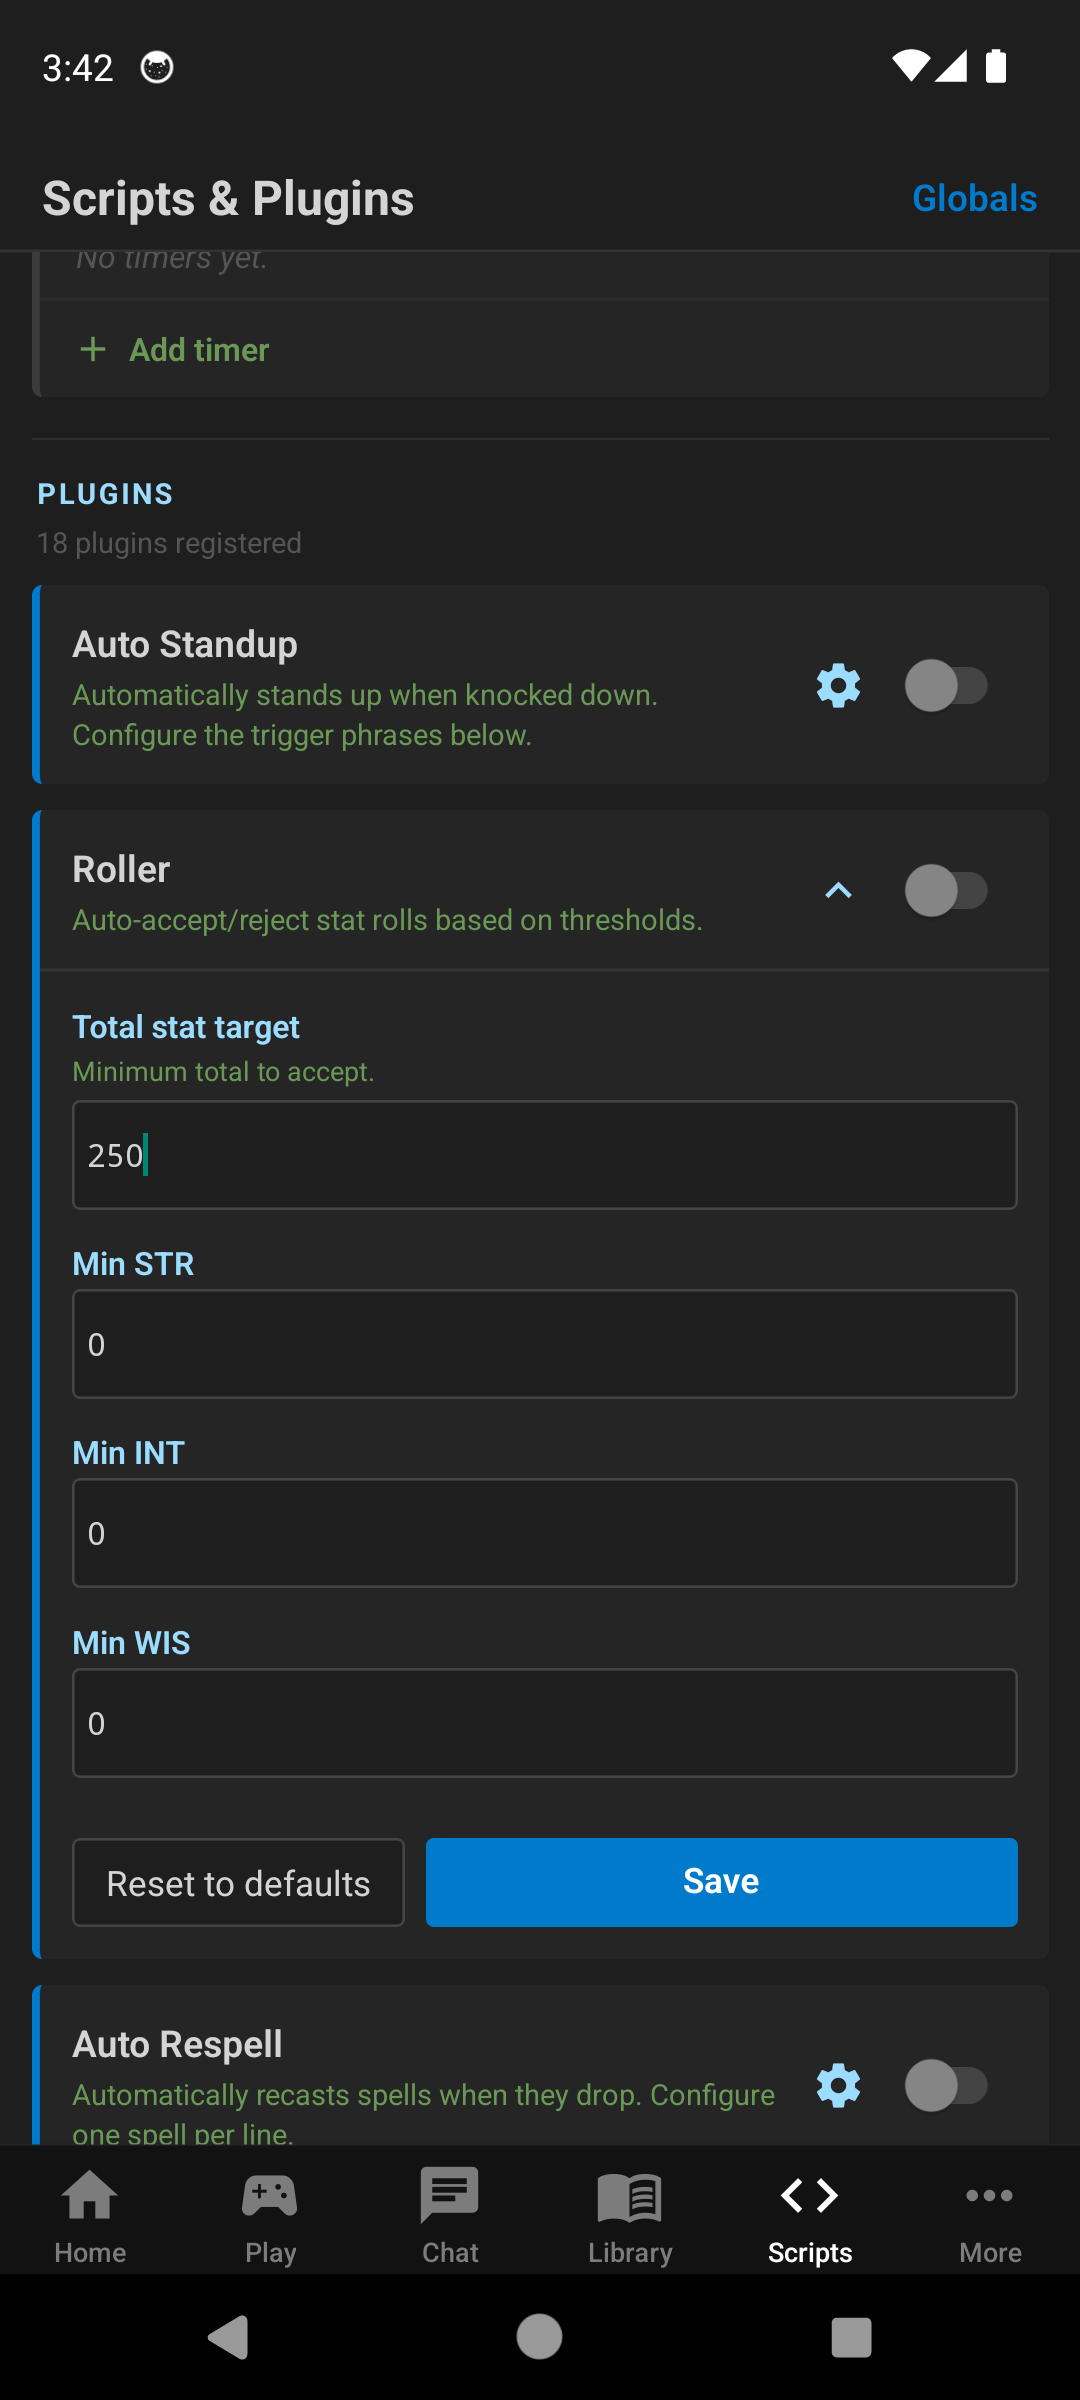 3:42
Scripts & Plugins
Globals
No timers yet.
+ Add timer
PLUGINS
18 plugins registered
Auto Standup
Automatically stands up when knocked down.
Configure the trigger phrases below.
Roller
Auto-accept/reject stat rolls based on thresholds.
Total stat target
Minimum total to accept.
250
Min STR
0
Min INT
0
Min WIS
0
Reset to defaults
Save
Auto Respell
Automatically recasts spells when they drop. Configure
one spell per line.
Home
Play
Chat
Library
Scripts
More